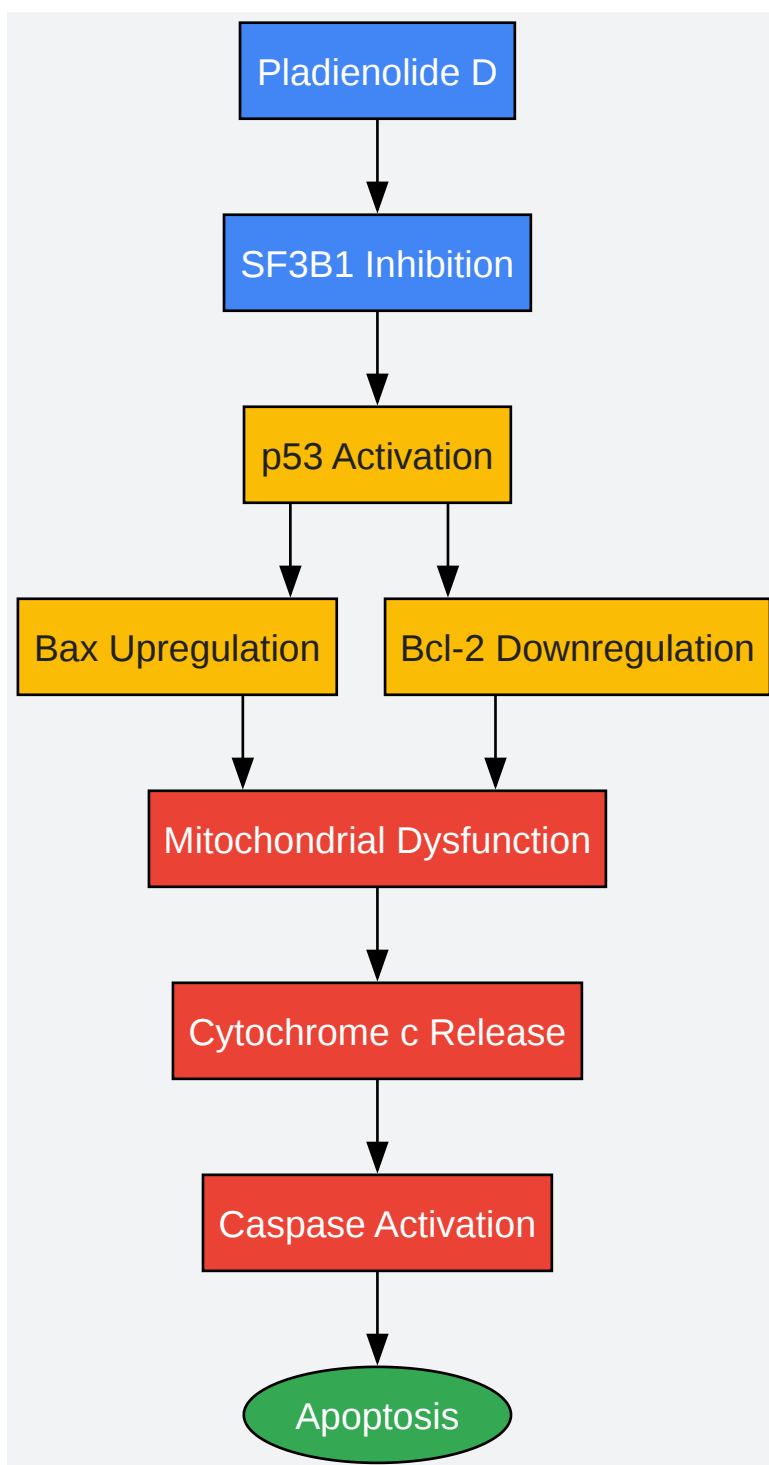 Pladienolide D
SF3B1 Inhibition
p53 Activation
Bax Upregulation
Bcl-2 Downregulation
Mitochondrial Dysfunction
Cytochrome c Release
Caspase Activation
Apoptosis